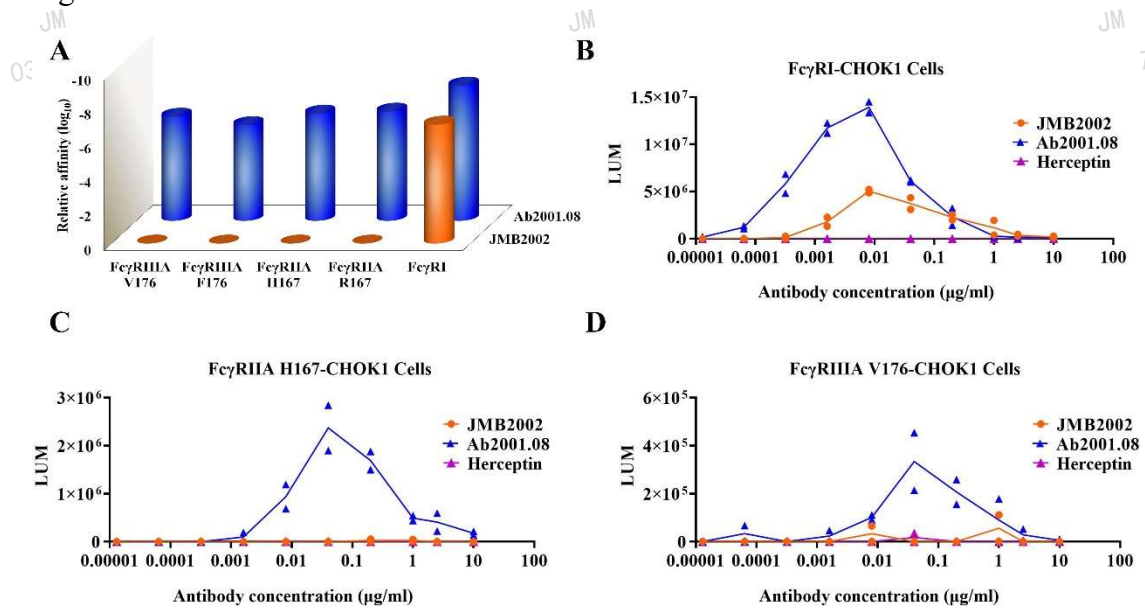 JM
JM
JM
03
A
Relative affinity (log10)
-10
-8
-6
-4
-2
0
FcγRIIIA
V176
FcγRIIIA
F176
FcγRIIA
H167
FcγRIIA
R167
FcγRI
Ab2001.08
JMB2002
B
FcγRI-CHOK1 Cells
LUM
1.5×10⁷
1.0×10⁷
5×10⁶
0
JMB2002
Ab2001.08
Herceptin
0.00001 0.0001 0.001 0.01 0.1 1 10 100
Antibody concentration (µg/ml)
C
FcγRIIA H167-CHOK1 Cells
LUM
3×10⁶
2×10⁶
1×10⁶
0
JMB2002
Ab2001.08
Herceptin
0.00001 0.0001 0.001 0.01 0.1 1 10 100
Antibody concentration (µg/ml)
D
FcγRIIIA V176-CHOK1 Cells
LUM
6×10⁵
4×10⁵
2×10⁵
0
JMB2002
Ab2001.08
Herceptin
0.00001 0.0001 0.001 0.01 0.1 1 10 100
Antibody concentration (µg/ml)